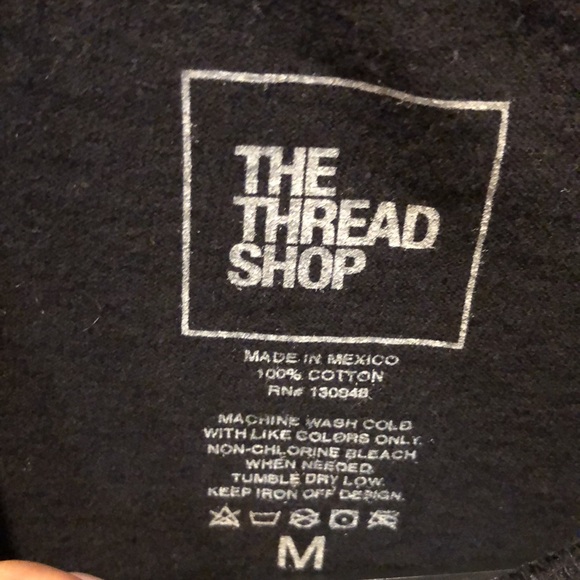 THE
THREAD
SHOP
MADE IN MEXICO
100% COTTON
RN# 130948
MACHINE WASH COLD
WITH LIKE COLORS ONLY.
NON-CHLORINE BLEACH
WHEN NEEDED.
TUMBLE DRY LOW.
KEEP IRON OFF DESIGN.
M